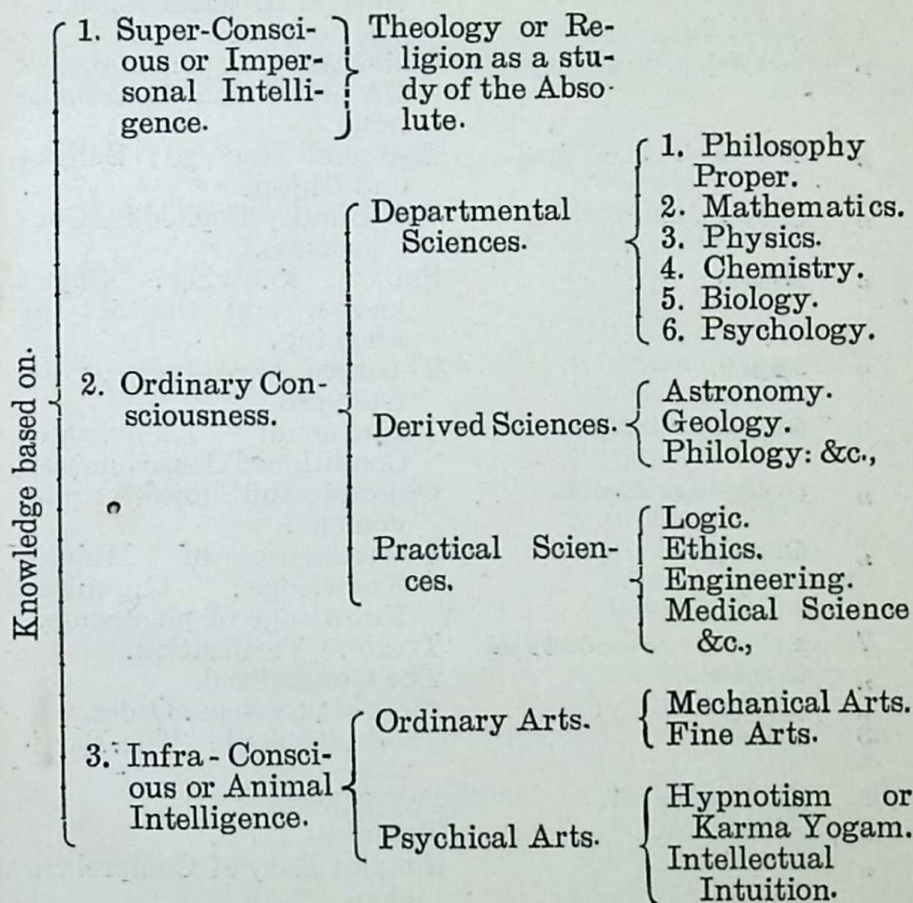 Knowledge based on.
1. Super-Consci-
ous or Imper-
sonal Intelli-
gence.
Theology or Re-
ligion as a stu-
dy of the Abso-
lute.
2. Ordinary Con-
sciousness.
Departmental
Sciences.
1. Philosophy
Proper.
2. Mathematics.
3. Physics.
4. Chemistry.
5. Biology.
6. Psychology.
Derived Sciences.
Astronomy.
Geology.
Philology: &c.,
Practical Scien-
ces.
Logic.
Ethics.
Engineering.
Medical Science
&c.,
3. Infra-Consci-
ous or Animal
Intelligence.
Ordinary Arts.
Mechanical Arts.
Fine Arts.
Psychical Arts.
Hypnotism or
Karma Yogam.
Intellectual
Intuition.